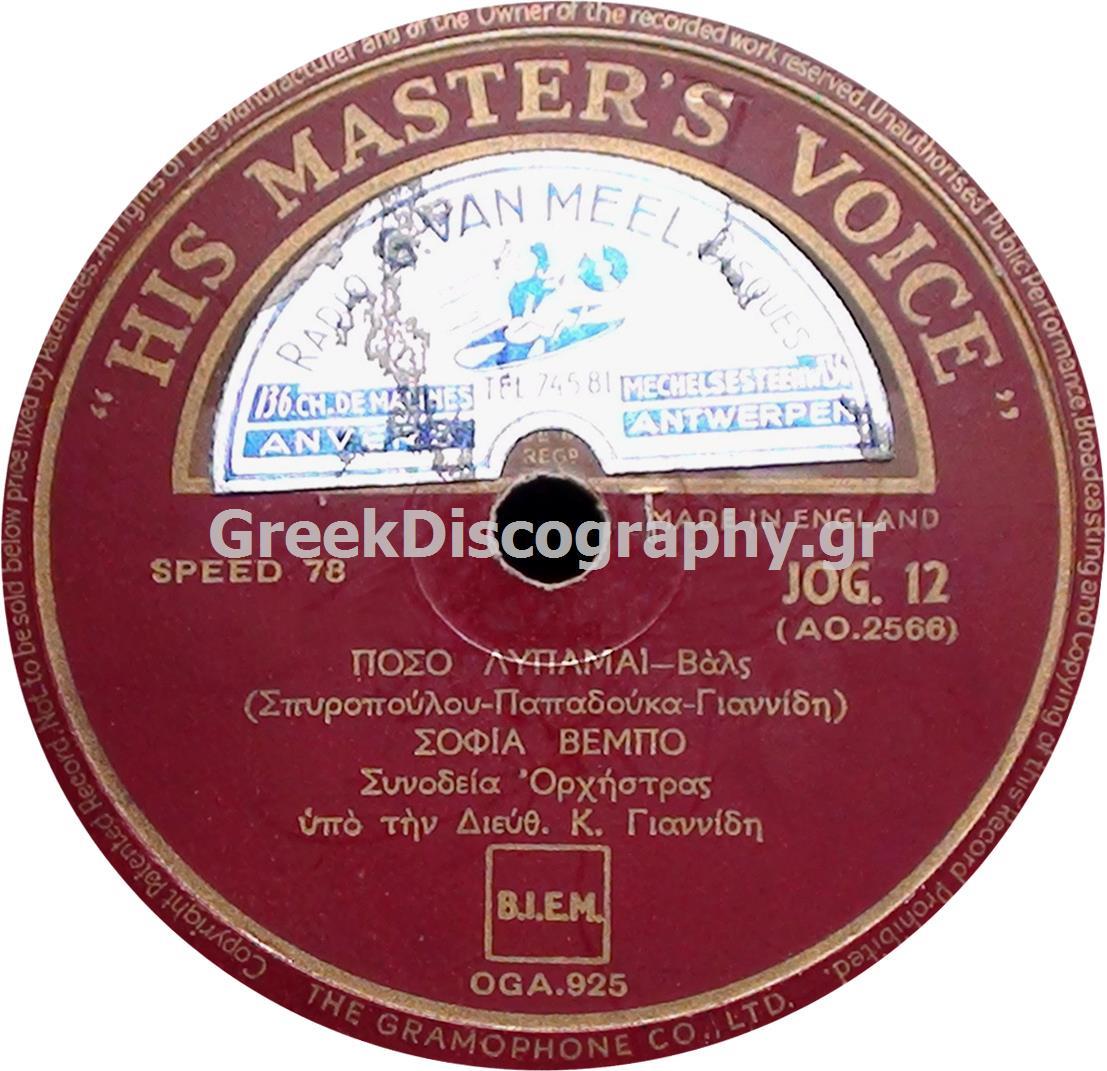 Copyright Patented Record. Not to be sold below price fixed by Patentees. All rights of the Manufacturer and of the Owner of the recorded work reserved. Unauthorised Public Performance. Broadcasting and Copying of this Record prohibited.
"HIS MASTER'S VOICE"
RADIO VAN MEEL
TEL 745.81
136.CH.DE MALINES
MECHELSESTEENW
ANTWERPEN
REGD
MADE IN ENGLAND
GreekDiscography.gr
SPEED 78
JOG. 12
(AO.2566)
ΠΟΣΟ ΛΥΠΑΜΑΙ–Βὰλς
(Σπυροπούλου-Παπαδούκα-Γιαννίδη)
ΣΟΦΙΑ ΒΕΜΠΟ
Συνοδεία Ὀρχήστρας
ὑπὸ τὴν Διεύθ. Κ. Γιαννίδη
B.I.E.M.
OGA.925
THE GRAMOPHONE CO., LTD.